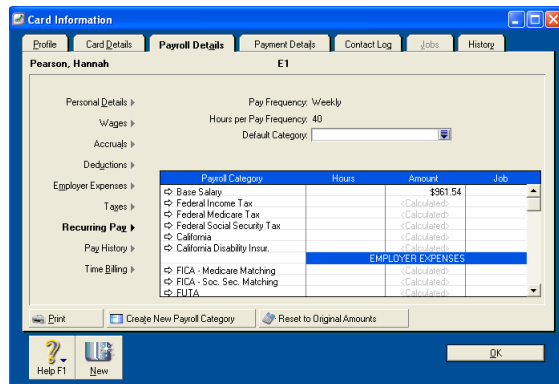 Card Information
Profile Card Details Payroll Details Payment Details Contact Log Jobs History
Pearson, Hannah E1
Personal Details
Wages
Accruals
Deductions
Employer Expenses
Taxes
Recurring Pay
Pay History
Time Billing
Pay Frequency: Weekly
Hours per Pay Frequency: 40
Default Category:
Payroll Category Hours Amount Job
Base Salary $961.54
Federal Income Tax <Calculated>
Federal Medicare Tax <Calculated>
Federal Social Security Tax <Calculated>
California <Calculated>
California Disability Insur. <Calculated>
EMPLOYER EXPENSES
FICA - Medicare Matching <Calculated>
FICA - Soc. Sec. Matching <Calculated>
FUTA <Calculated>
Print Create New Payroll Category Reset to Original Amounts
Help F1 New OK